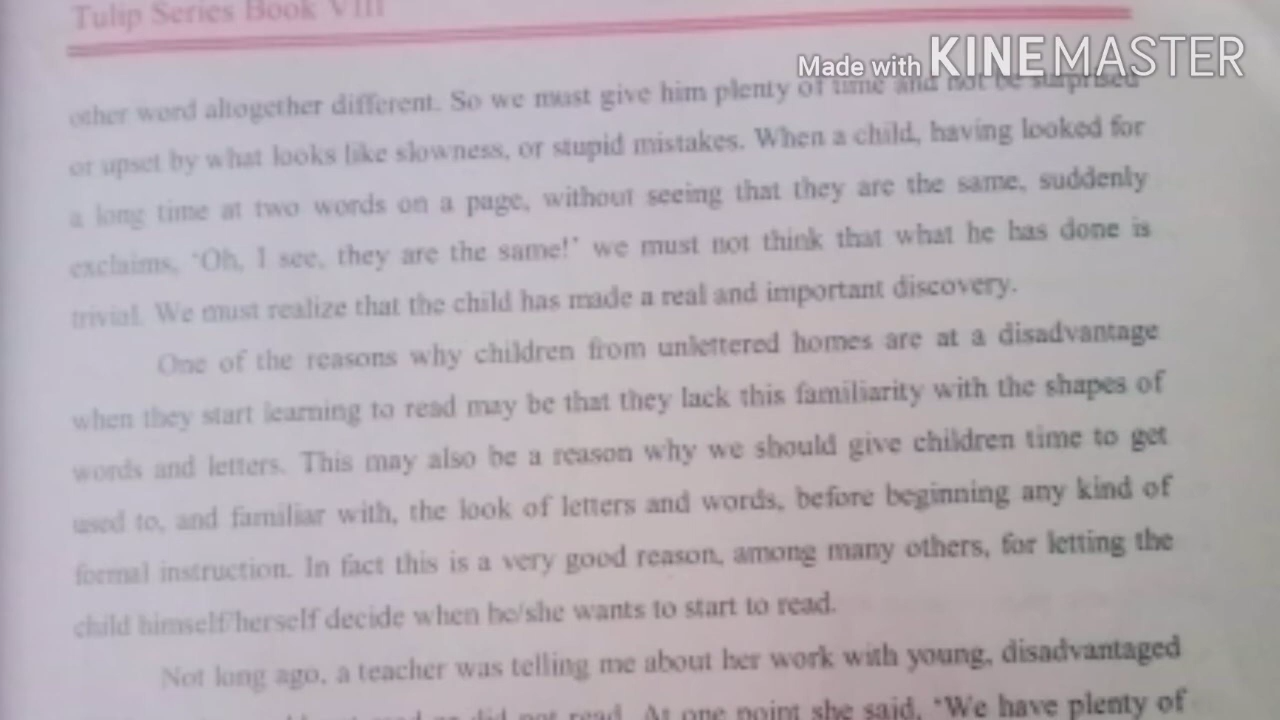 Tulip Series Book VIII
Made with KINEMASTER
other word altogether different. So we must give him plenty of time and not be surprised
or upset by what looks like slowness, or stupid mistakes. When a child, having looked for
a long time at two words on a page, without seeing that they are the same, suddenly
exclaims, 'Oh, I see, they are the same!' we must not think that what he has done is
trivial. We must realize that the child has made a real and important discovery.
One of the reasons why children from unlettered homes are at a disadvantage
when they start learning to read may be that they lack this familiarity with the shapes of
words and letters. This may also be a reason why we should give children time to get
used to, and familiar with, the look of letters and words, before beginning any kind of
formal instruction. In fact this is a very good reason, among many others, for letting the
child himself/herself decide when he/she wants to start to read.
Not long ago, a teacher was telling me about her work with young, disadvantaged
did not read. At one point she said, 'We have plenty of